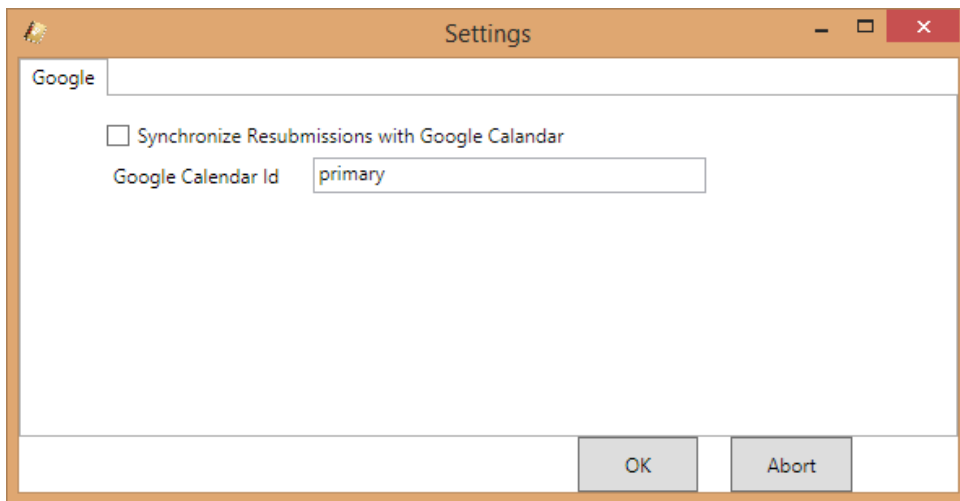 Settings
Google
Synchronize Resubmissions with Google Calandar
Google Calendar Id primary
OK Abort